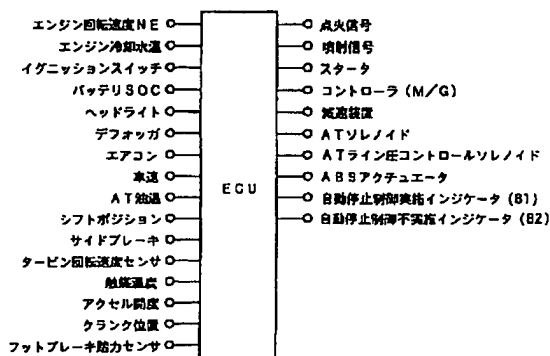 エンジン回転速度NE
エンジン冷却水温
イグニッションスイッチ
バッテリSOC
ヘッドライト
デフォッガ
エアコン
車速
AT油温
シフトポジション
サイドブレーキ
タービン回転速度センサ
触媒温度
アクセル開度
クランク位置
フットブレーキ踏力センサ
ECU
点火信号
噴射信号
スタータ
コントローラ(M/G)
減速装置
ATソレノイド
ATライン圧コントロールソレノイド
ABSアクチュエータ
自動停止制御実施インジケータ(81)
自動停止制御不実施インジケータ(82)